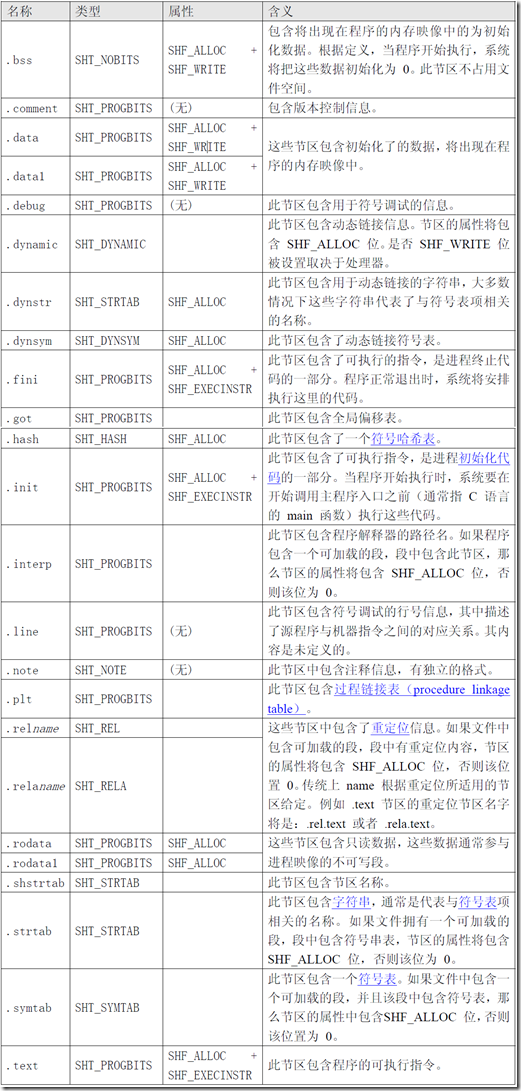 名称 类型 属性 含义
.bss SHT_NOBITS SHF_ALLOC + SHF_WRITE
包含将出现在程序的内存映像中的为初始
化数据。根据定义，当程序开始执行，系统
将把这些数据初始化为 0。此节区不占用文
件空间。
.comment SHT_PROGBITS (无) 包含版本控制信息。
.data SHT_PROGBITS SHF_ALLOC + SHF_WRITE
.data1 SHT_PROGBITS SHF_ALLOC + SHF_WRITE
这些节区包含初始化了的数据，将出现在程
序的内存映像中。
.debug SHT_PROGBITS (无) 此节区包含用于符号调试的信息。
.dynamic SHT_DYNAMIC
此节区包含动态链接信息。节区的属性将包
含 SHF_ALLOC 位。是否 SHF_WRITE 位
被设置取决于处理器。
.dynstr SHT_STRTAB SHF_ALLOC
此节区包含用于动态链接的字符串，大多数
情况下这些字符串代表了与符号表项相关
的名称。
.dynsym SHT_DYNSYM SHF_ALLOC 此节区包含了动态链接符号表。
.fini SHT_PROGBITS SHF_ALLOC + SHF_EXECINSTR
此节区包含了可执行的指令，是进程终止代
码的一部分。程序正常退出时，系统将安排
执行这里的代码。
.got SHT_PROGBITS 此节区包含全局偏移表。
.hash SHT_HASH SHF_ALLOC 此节区包含了一个符号哈希表。
.init SHT_PROGBITS SHF_ALLOC + SHF_EXECINSTR
此节区包含了可执行指令，是进程初始化代
码的一部分。当程序开始执行时，系统要在
开始调用主程序入口之前（通常指 C 语言
的 main 函数）执行这些代码。
.interp SHT_PROGBITS
此节区包含程序解释器的路径名。如果程序
包含一个可加载的段，段中包含此节区，那
么节区的属性将包含 SHF_ALLOC 位，否
则该位为 0。
.line SHT_PROGBITS (无)
此节区包含符号调试的行号信息，其中描述
了源程序与机器指令之间的对应关系。其内
容是未定义的。
.note SHT_NOTE (无) 此节区中包含注释信息，有独立的格式。
.plt SHT_PROGBITS
此节区包含过程链接表（procedure linkage
table）。
.relname SHT_REL
.relaname SHT_RELA
这些节区中包含了重定位信息。如果文件中
包含可加载的段，段中有重定位内容，节区
的属性将包含 SHF_ALLOC 位，否则该位
置 0。传统上 name 根据重定位所适用的节
区给定。例如 .text 节区的重定位节区名字
将是：.rel.text 或者 .rela.text。
.rodata SHT_PROGBITS SHF_ALLOC
.rodata1 SHT_PROGBITS SHF_ALLOC
这些节区包含只读数据，这些数据通常参与
进程映像的不可写段。
.shstrtab SHT_STRTAB 此节区包含节区名称。
.strtab SHT_STRTAB
此节区包含字符串，通常是代表与符号表项
相关的名称。如果文件拥有一个可加载的
段，段中包含符号串表，节区的属性将包含
SHF_ALLOC 位，否则该位为 0。
.symtab SHT_SYMTAB
此节区包含一个符号表。如果文件中包含一
个可加载的段，并且该段中包含符号表，那
么节区的属性中包含SHF_ALLOC 位，否则
该位置为 0。
.text SHT_PROGBITS SHF_ALLOC + SHF_EXECINSTR
此节区包含程序的可执行指令。